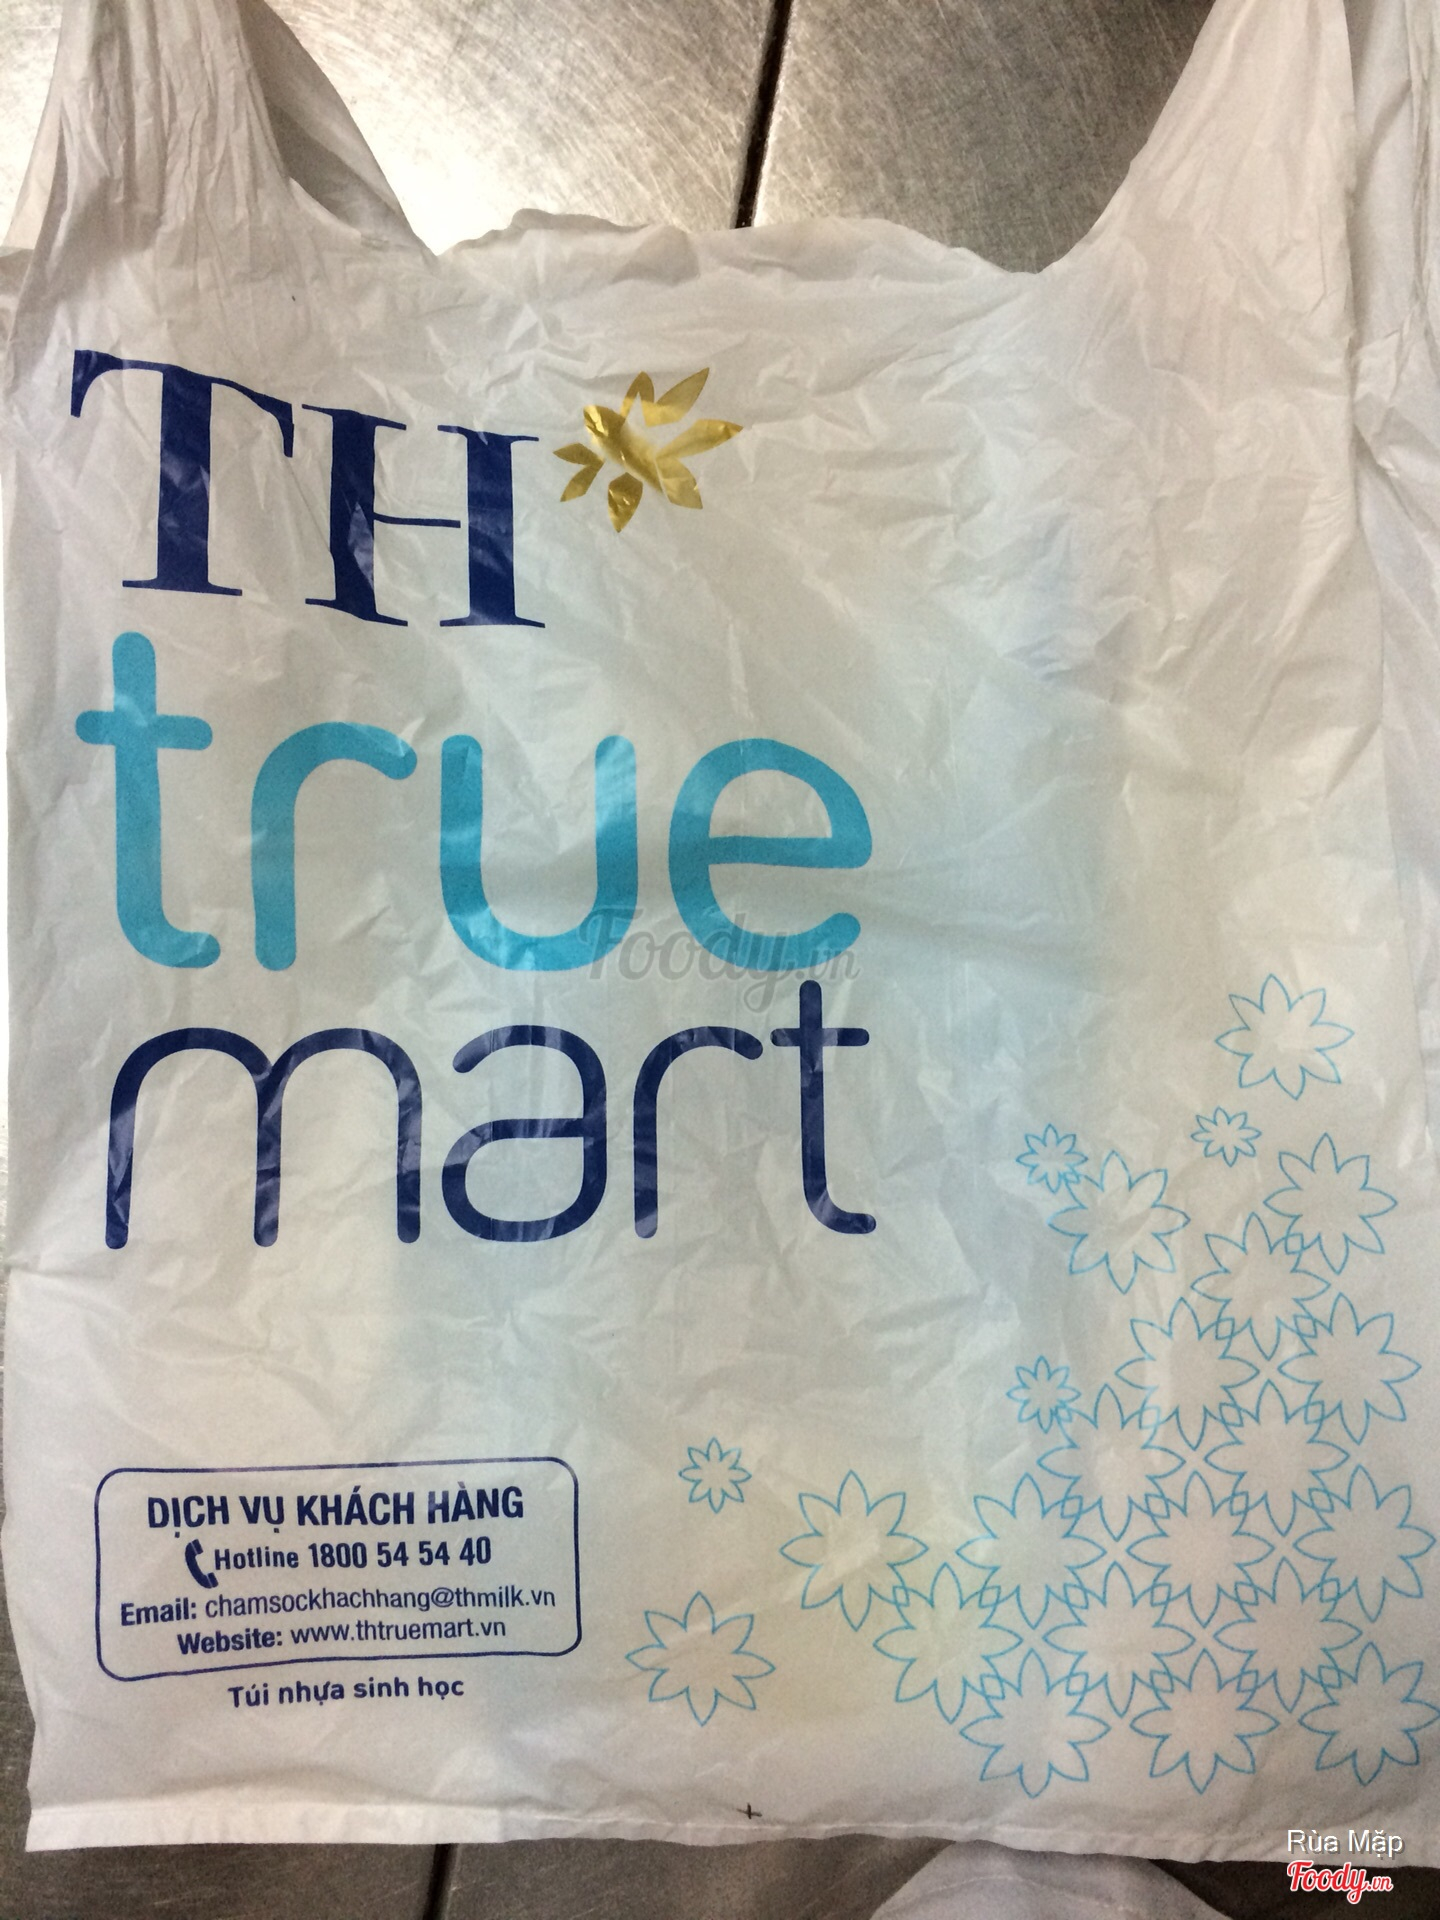 TH
true
mart
Foody.vn
DỊCH VỤ KHÁCH HÀNG
Hotline 1800 54 54 40
Email: chamsockhachhang@thmilk.vn
Website: www.thtruemart.vn
Túi nhựa sinh học
Rùa Mập
Foody.vn